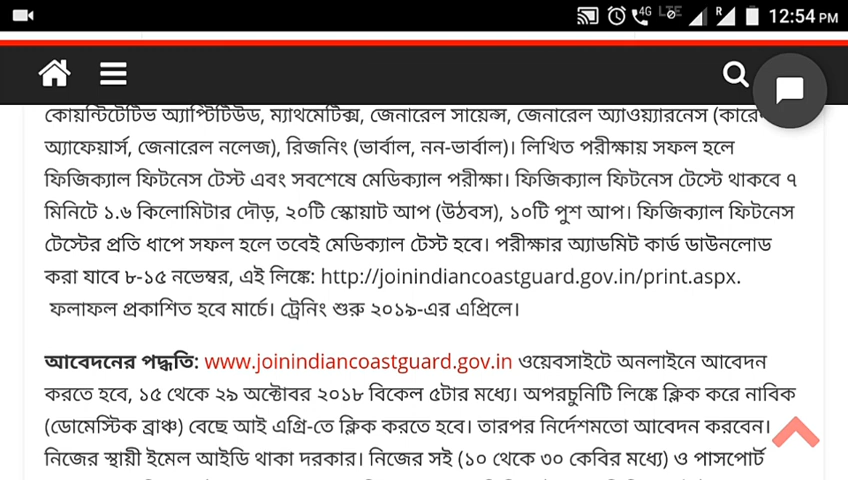 4G
LTE
R
12:54 PM
কোয়ান্টিটেটিভ অ্যাপ্টিটিউড, ম্যাথমেটিক্স, জেনারেল সায়েন্স, জেনারেল অ্যাওয়্যারনেস
অ্যাফেয়ার্স, জেনারেল নলেজ), রিজনিং (ভার্বাল, নন-ভার্বাল)। লিখিত পরীক্ষায় সফল হলে
ফিজিক্যাল ফিটনেস টেস্ট এবং সবশেষে মেডিক্যাল পরীক্ষা। ফিজিক্যাল ফিটনেস টেস্টে থাকবে ৭
মিনিটে ১.৬ কিলোমিটার দৌড়, ২০টি স্কোয়াট আপ (উঠবস), ১০টি পুশ আপ। ফিজিক্যাল ফিটনেস
টেস্টের প্রতি ধাপে সফল হলে তবেই মেডিক্যাল টেস্ট হবে। পরীক্ষার অ্যাডমিট কার্ড ডাউনলোড
করা যাবে ৮-১৫ নভেম্বর, এই লিঙ্কে: http://joinindiancoastguard.gov.in/print.aspx.
ফলাফল প্রকাশিত হবে মার্চে। ট্রেনিং শুরু ২০১৯-এর এপ্রিলে।
আবেদনের পদ্ধতি: www.joinindiancoastguard.gov.in ওয়েবসাইটে অনলাইনে আবেদন
করতে হবে, ১৫ থেকে ২৯ অক্টোবর ২০১৮ বিকেল ৫টার মধ্যে। অপরচুনিটি লিঙ্কে ক্লিক করে নাবিক
(ডোমেস্টিক ব্রাঞ্চ) বেছে আই এগ্রি-তে ক্লিক করতে হবে। তারপর নির্দেশমতো আবেদন করবেন।
নিজের স্থায়ী ইমেল আইডি থাকা দরকার। নিজের সই (১০ থেকে ৩০ কেবির মধ্যে) ও পাসপোর্ট